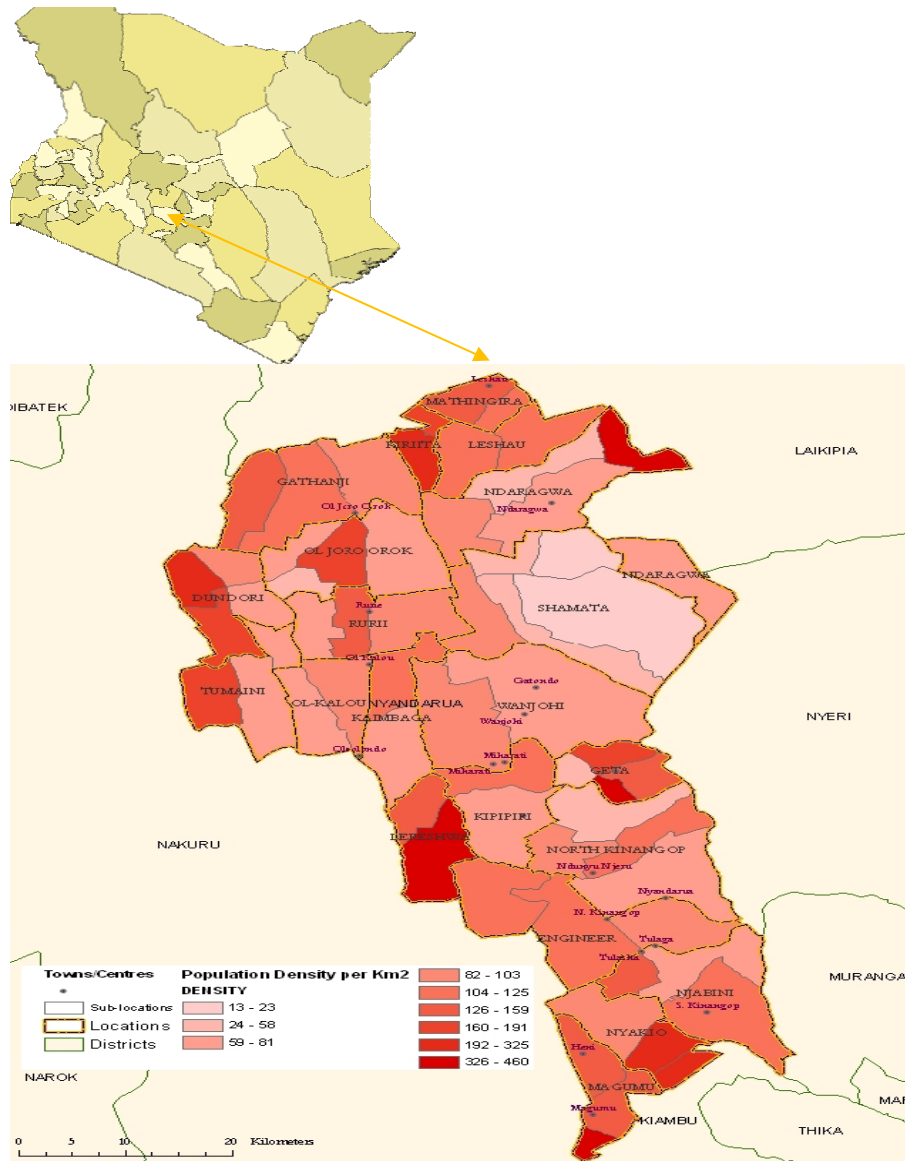 Leshau
MATHINGIRA
DIBATEK
KIRIITA
LESHAU
LAIKIPIA
GATHANJI
NDARAGWA
Ndaragwa
Ol Joro Orok
OL JORO OROK
NDARAGWA
DUNDORI
SHAMATA
RURII
Ol Kalou
TUMAINI
Gatondo
OL-KALOU
NYANDARUA
WANJOHI
NYERI
KAIMBAGA
Wanjohi
Miharati
Miharati
GETA
KIPIPIRI
NAKURU
NORTH KINANGOP
Ndunyu Njeru
Nyandarua
N. Kinangop
ENGINEER
Tulaga
MURANGA
NJABINI
S. Kinangop
NYAKIO
Heni
MAGUMU
Magumu
KIAMBU
THIKA
MAR
NAROK
Towns/Centres
Sub-locations
Locations
Districts
Population Density per Km2
DENSITY
13 - 23
24 - 58
59 - 81
82 - 103
104 - 125
126 - 159
160 - 191
192 - 325
326 - 460
0 5 10 20 Kilometers